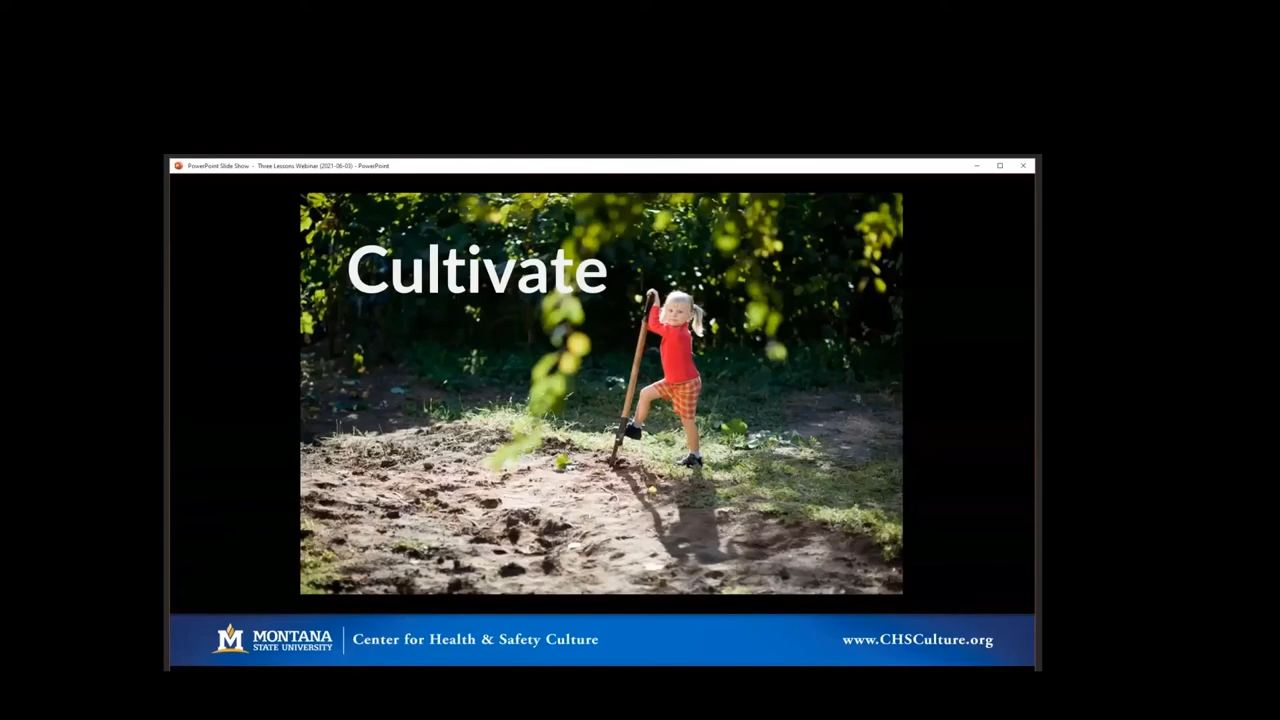 PowerPoint Slide Show - Three Lessons Webinar (2021-06-03) - PowerPoint
Cultivate
M MONTANA STATE UNIVERSITY
Center for Health & Safety Culture
www.CHSCulture.org